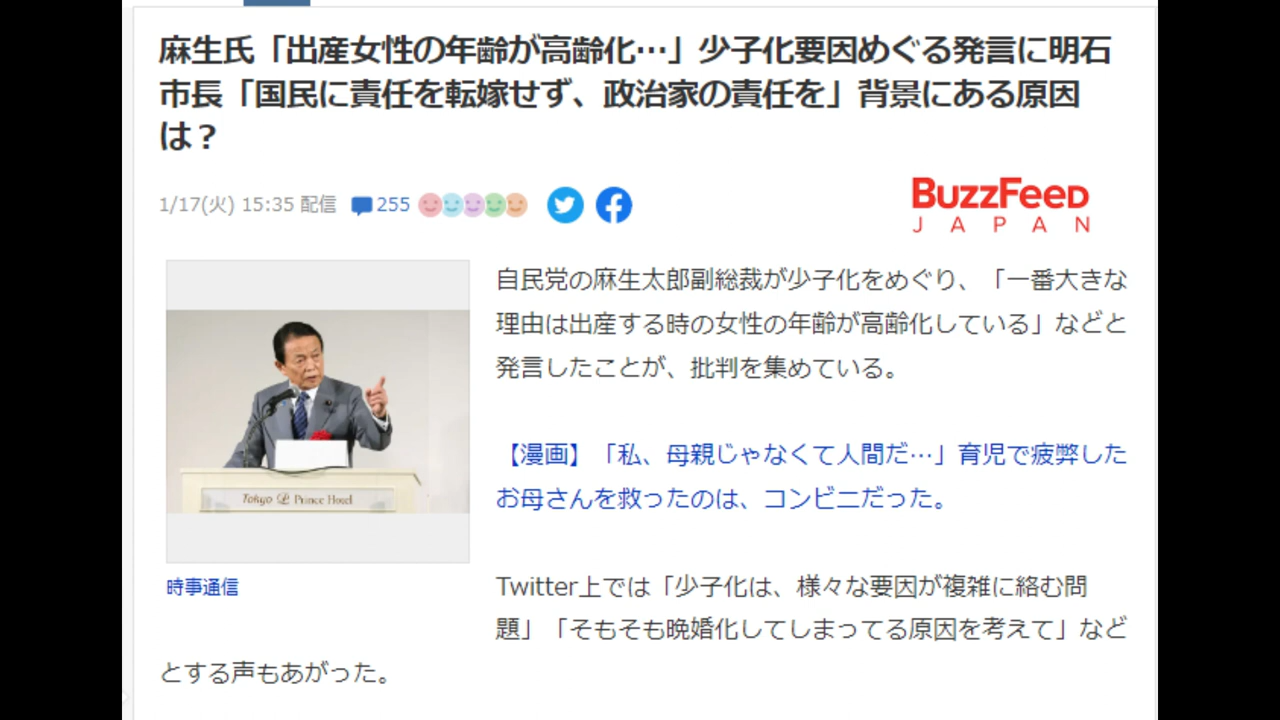 麻生氏「出産女性の年齢が高齢化…」少子化要因めぐる発言に明石
市長「国民に責任を転嫁せず、政治家の責任を」背景にある原因
は？
1/17(火) 15:35 配信 255
BuzzFeed
JAPAN
自民党の麻生太郎副総裁が少子化をめぐり、「一番大きな
理由は出産する時の女性の年齢が高齢化している」などと
発言したことが、批判を集めている。
【漫画】「私、母親じゃなくて人間だ…」育児で疲弊した
お母さんを救ったのは、コンビニだった。
Tokyo Prince Hotel
時事通信
Twitter上では「少子化は、様々な要因が複雑に絡む問
題」「そもそも晩婚化してしまってる原因を考えて」など
とする声もあがった。